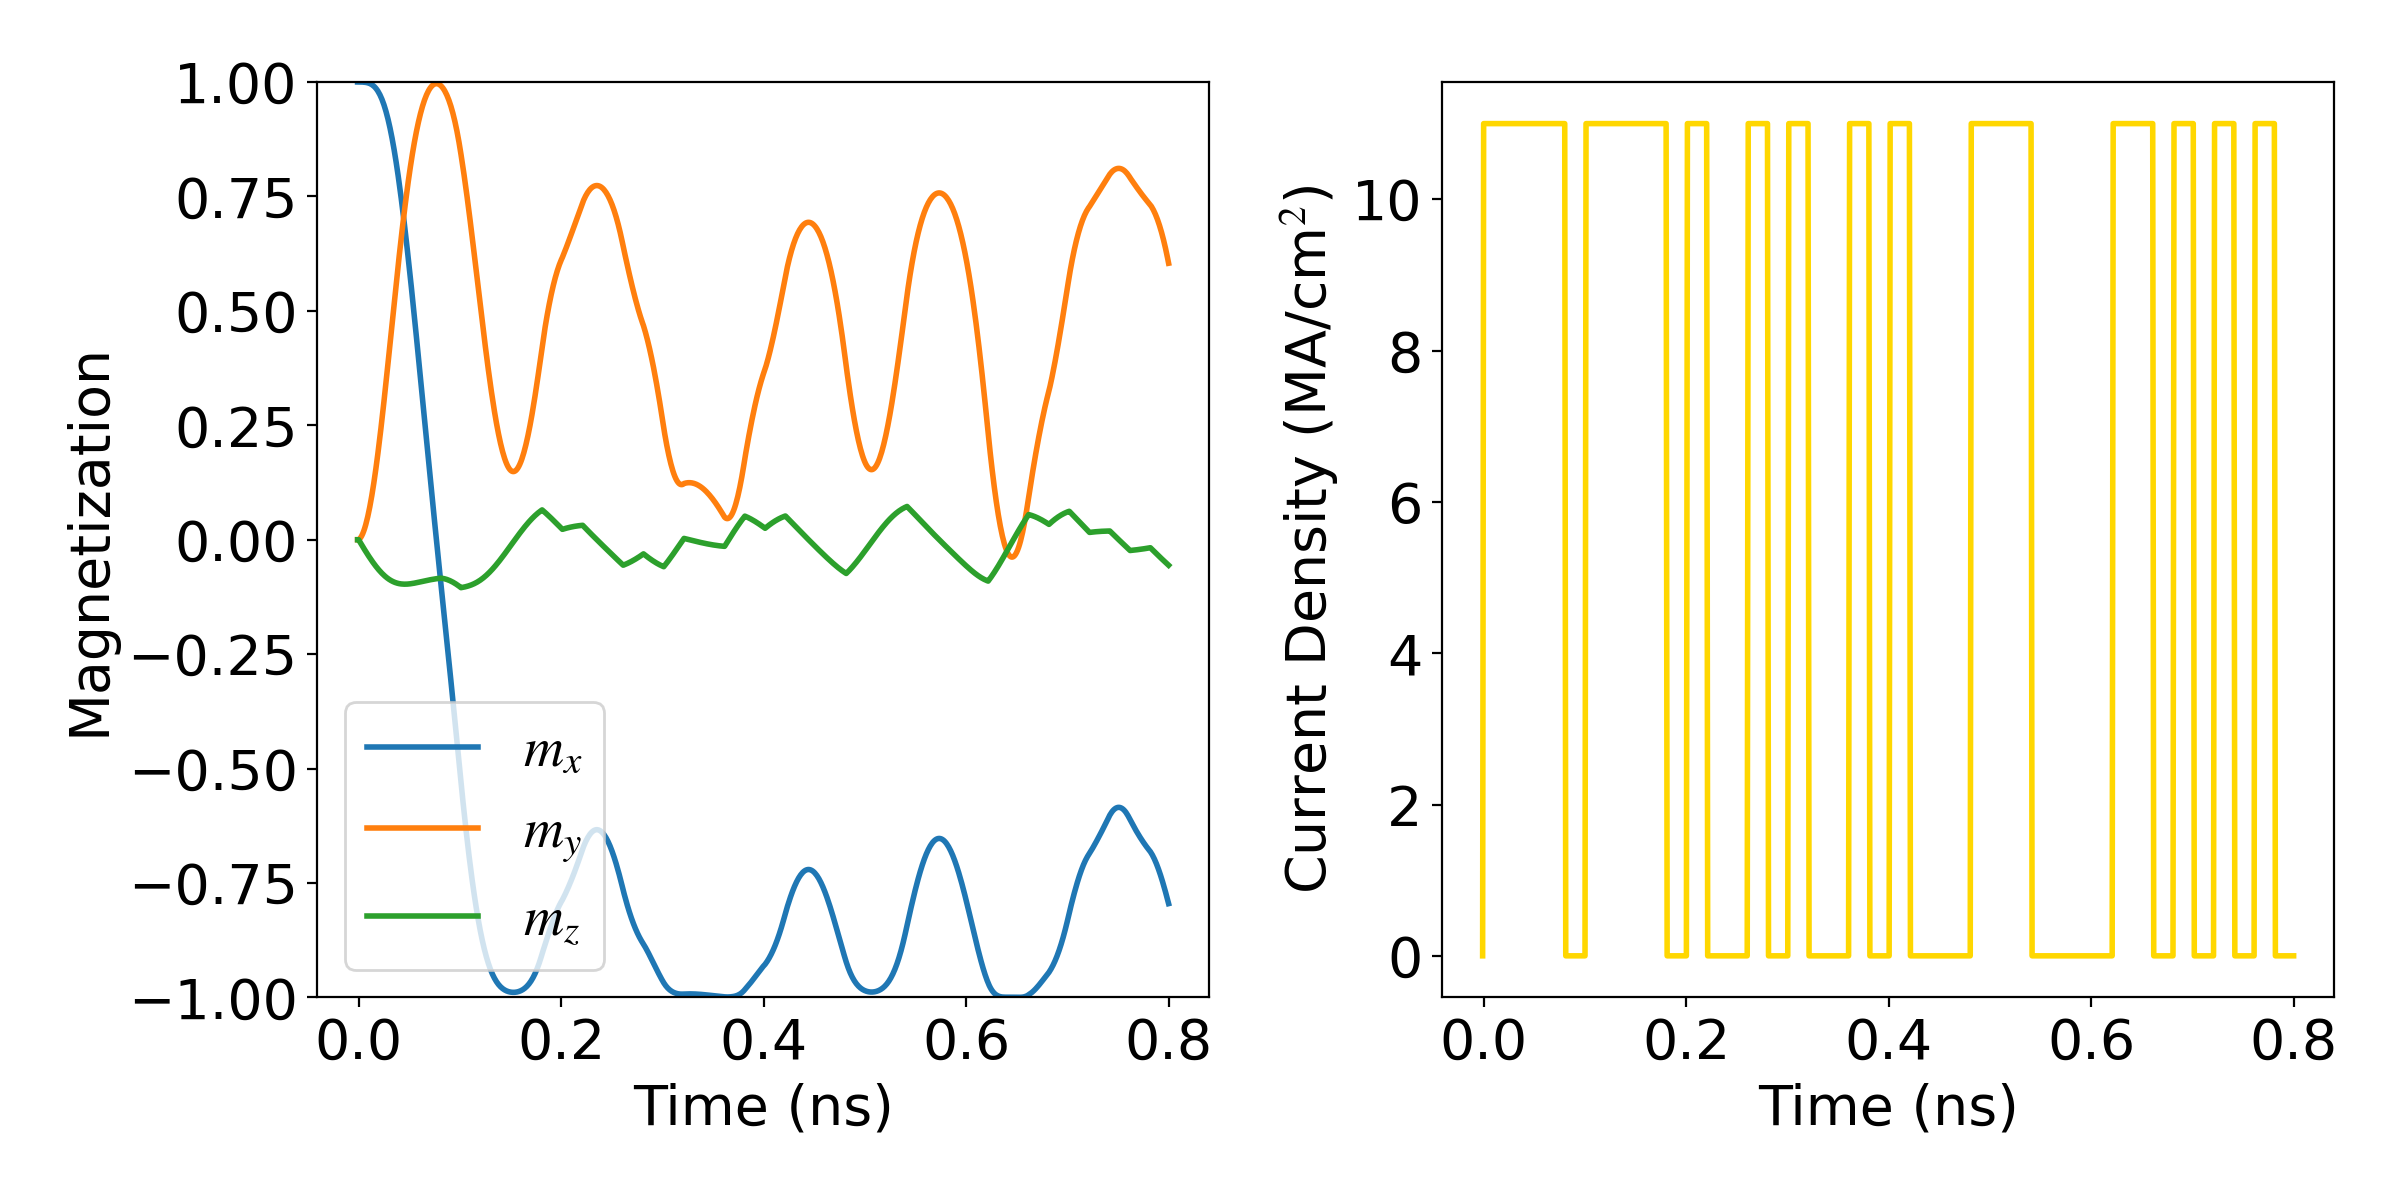 1.00
0.75
0.50
0.25
0.00
−0.25
−0.50
−0.75
−1.00
Magnetization
m_x
m_y
m_z
0.0 0.2 0.4 0.6 0.8
Time (ns)
10
8
6
4
2
0
Current Density (MA/cm²)
0.0 0.2 0.4 0.6 0.8
Time (ns)